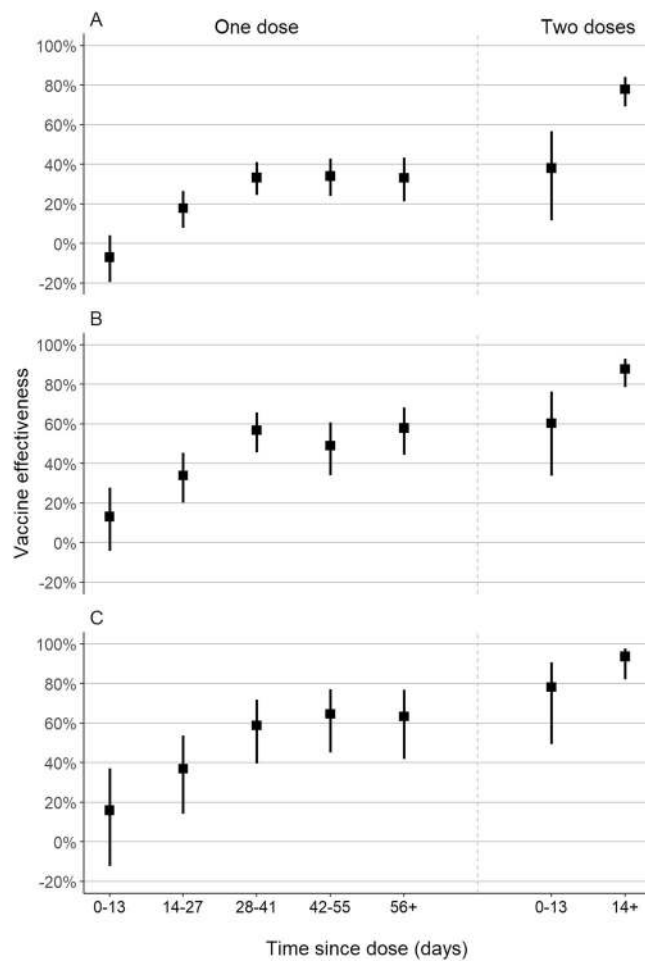 A
One dose
Two doses
100%
80%
60%
40%
20%
0%
-20%
B
100%
80%
60%
40%
20%
0%
-20%
Vaccine effectiveness
C
100%
80%
60%
40%
20%
0%
-20%
0-13 14-27 28-41 42-55 56+ 0-13 14+
Time since dose (days)